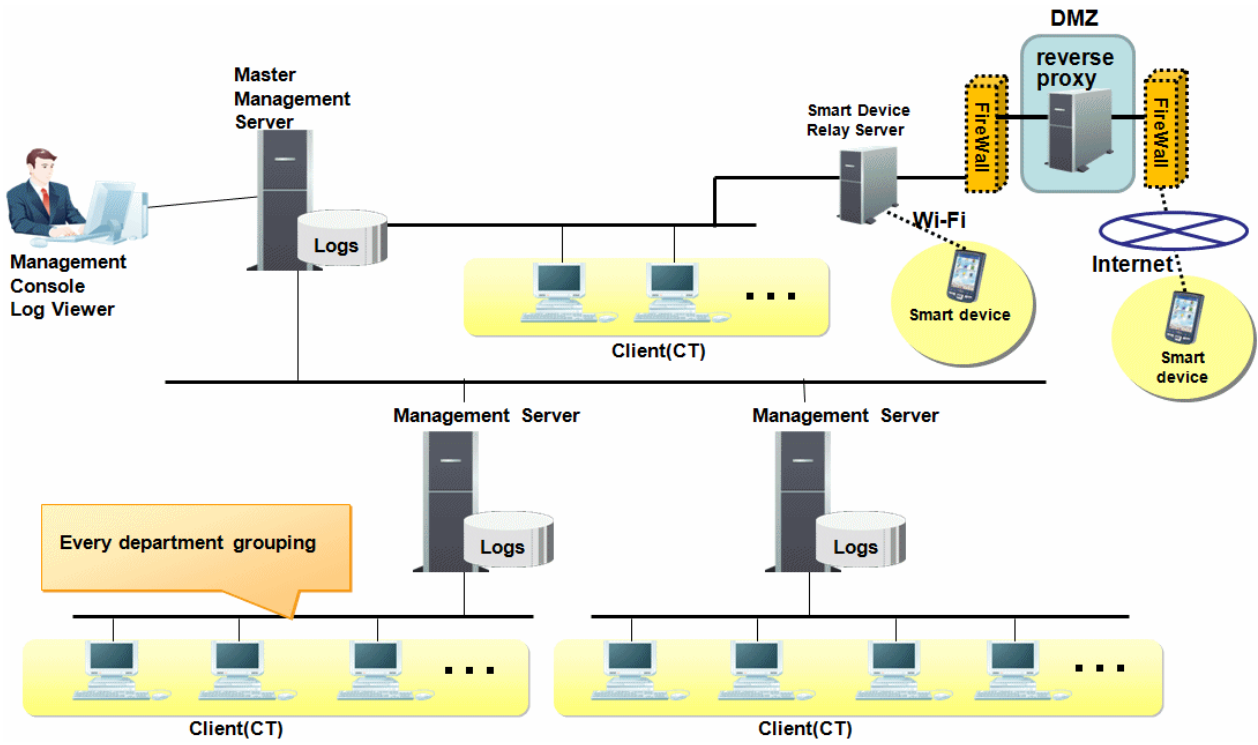 DMZ
reverse
proxy
FireWall
FireWall
Master
Management
Server
Smart Device
Relay Server
Logs
Wi-Fi
Internet
Management
Console
Log Viewer
Smart device
Client(CT)
Smart
device
Management Server
Management Server
Logs
Logs
Every department grouping
Client(CT)
Client(CT)